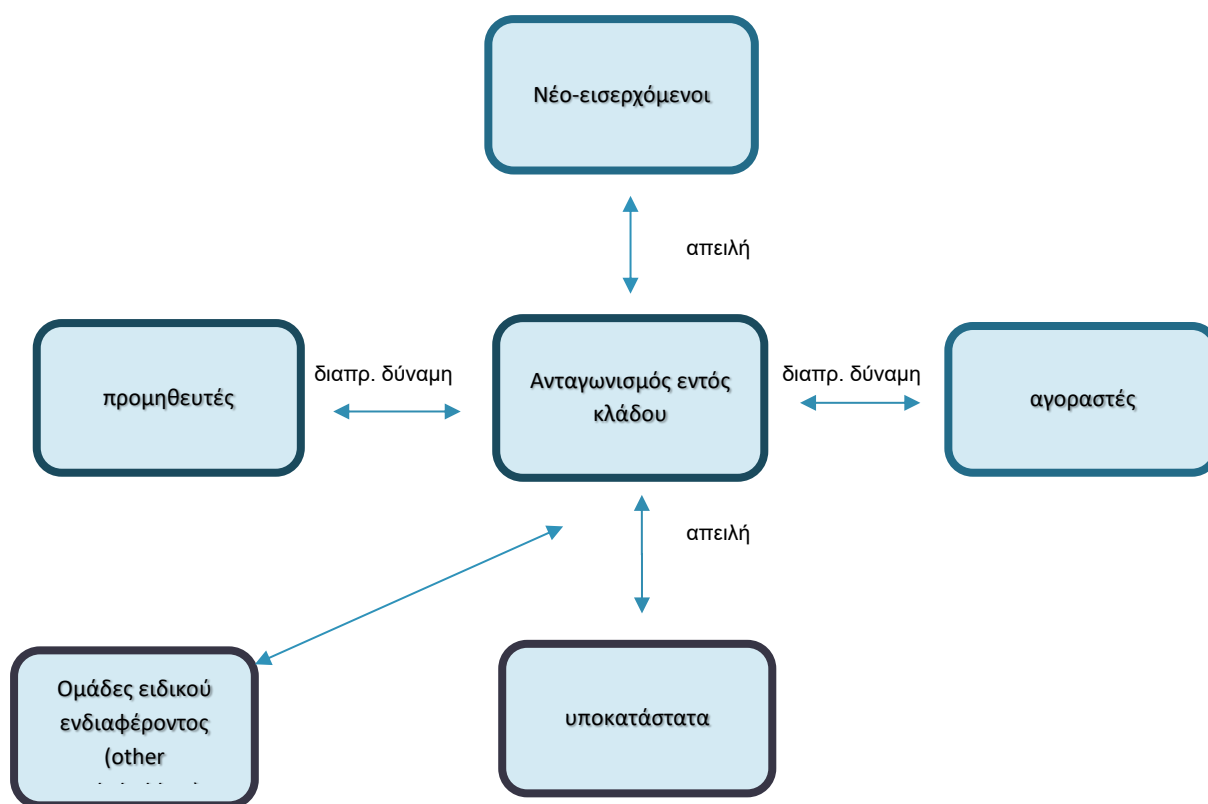 Νέο-εισερχόμενοι
απειλή
προμηθευτές
διαπρ. δύναμη
Ανταγωνισμός εντός
κλάδου
διαπρ. δύναμη
αγοραστές
απειλή
Ομάδες ειδικού
ενδιαφέροντος
(other
υποκατάστατα